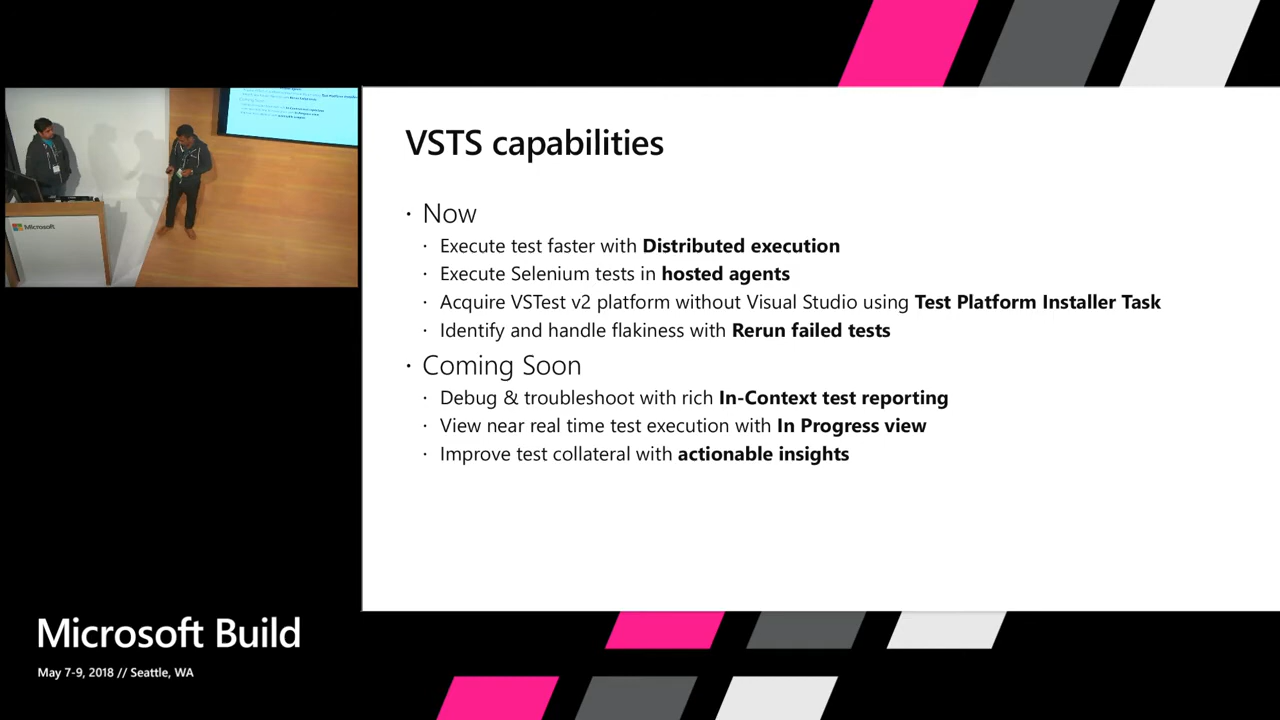 VSTS capabilities
· Now
· Execute test faster with Distributed execution
· Execute Selenium tests in hosted agents
· Acquire VSTest v2 platform without Visual Studio using Test Platform Installer Task
· Identify and handle flakiness with Rerun failed tests
· Coming Soon
· Debug & troubleshoot with rich In-Context test reporting
· View near real time test execution with In Progress view
· Improve test collateral with actionable insights
Microsoft
Microsoft Build
May 7-9, 2018 // Seattle, WA